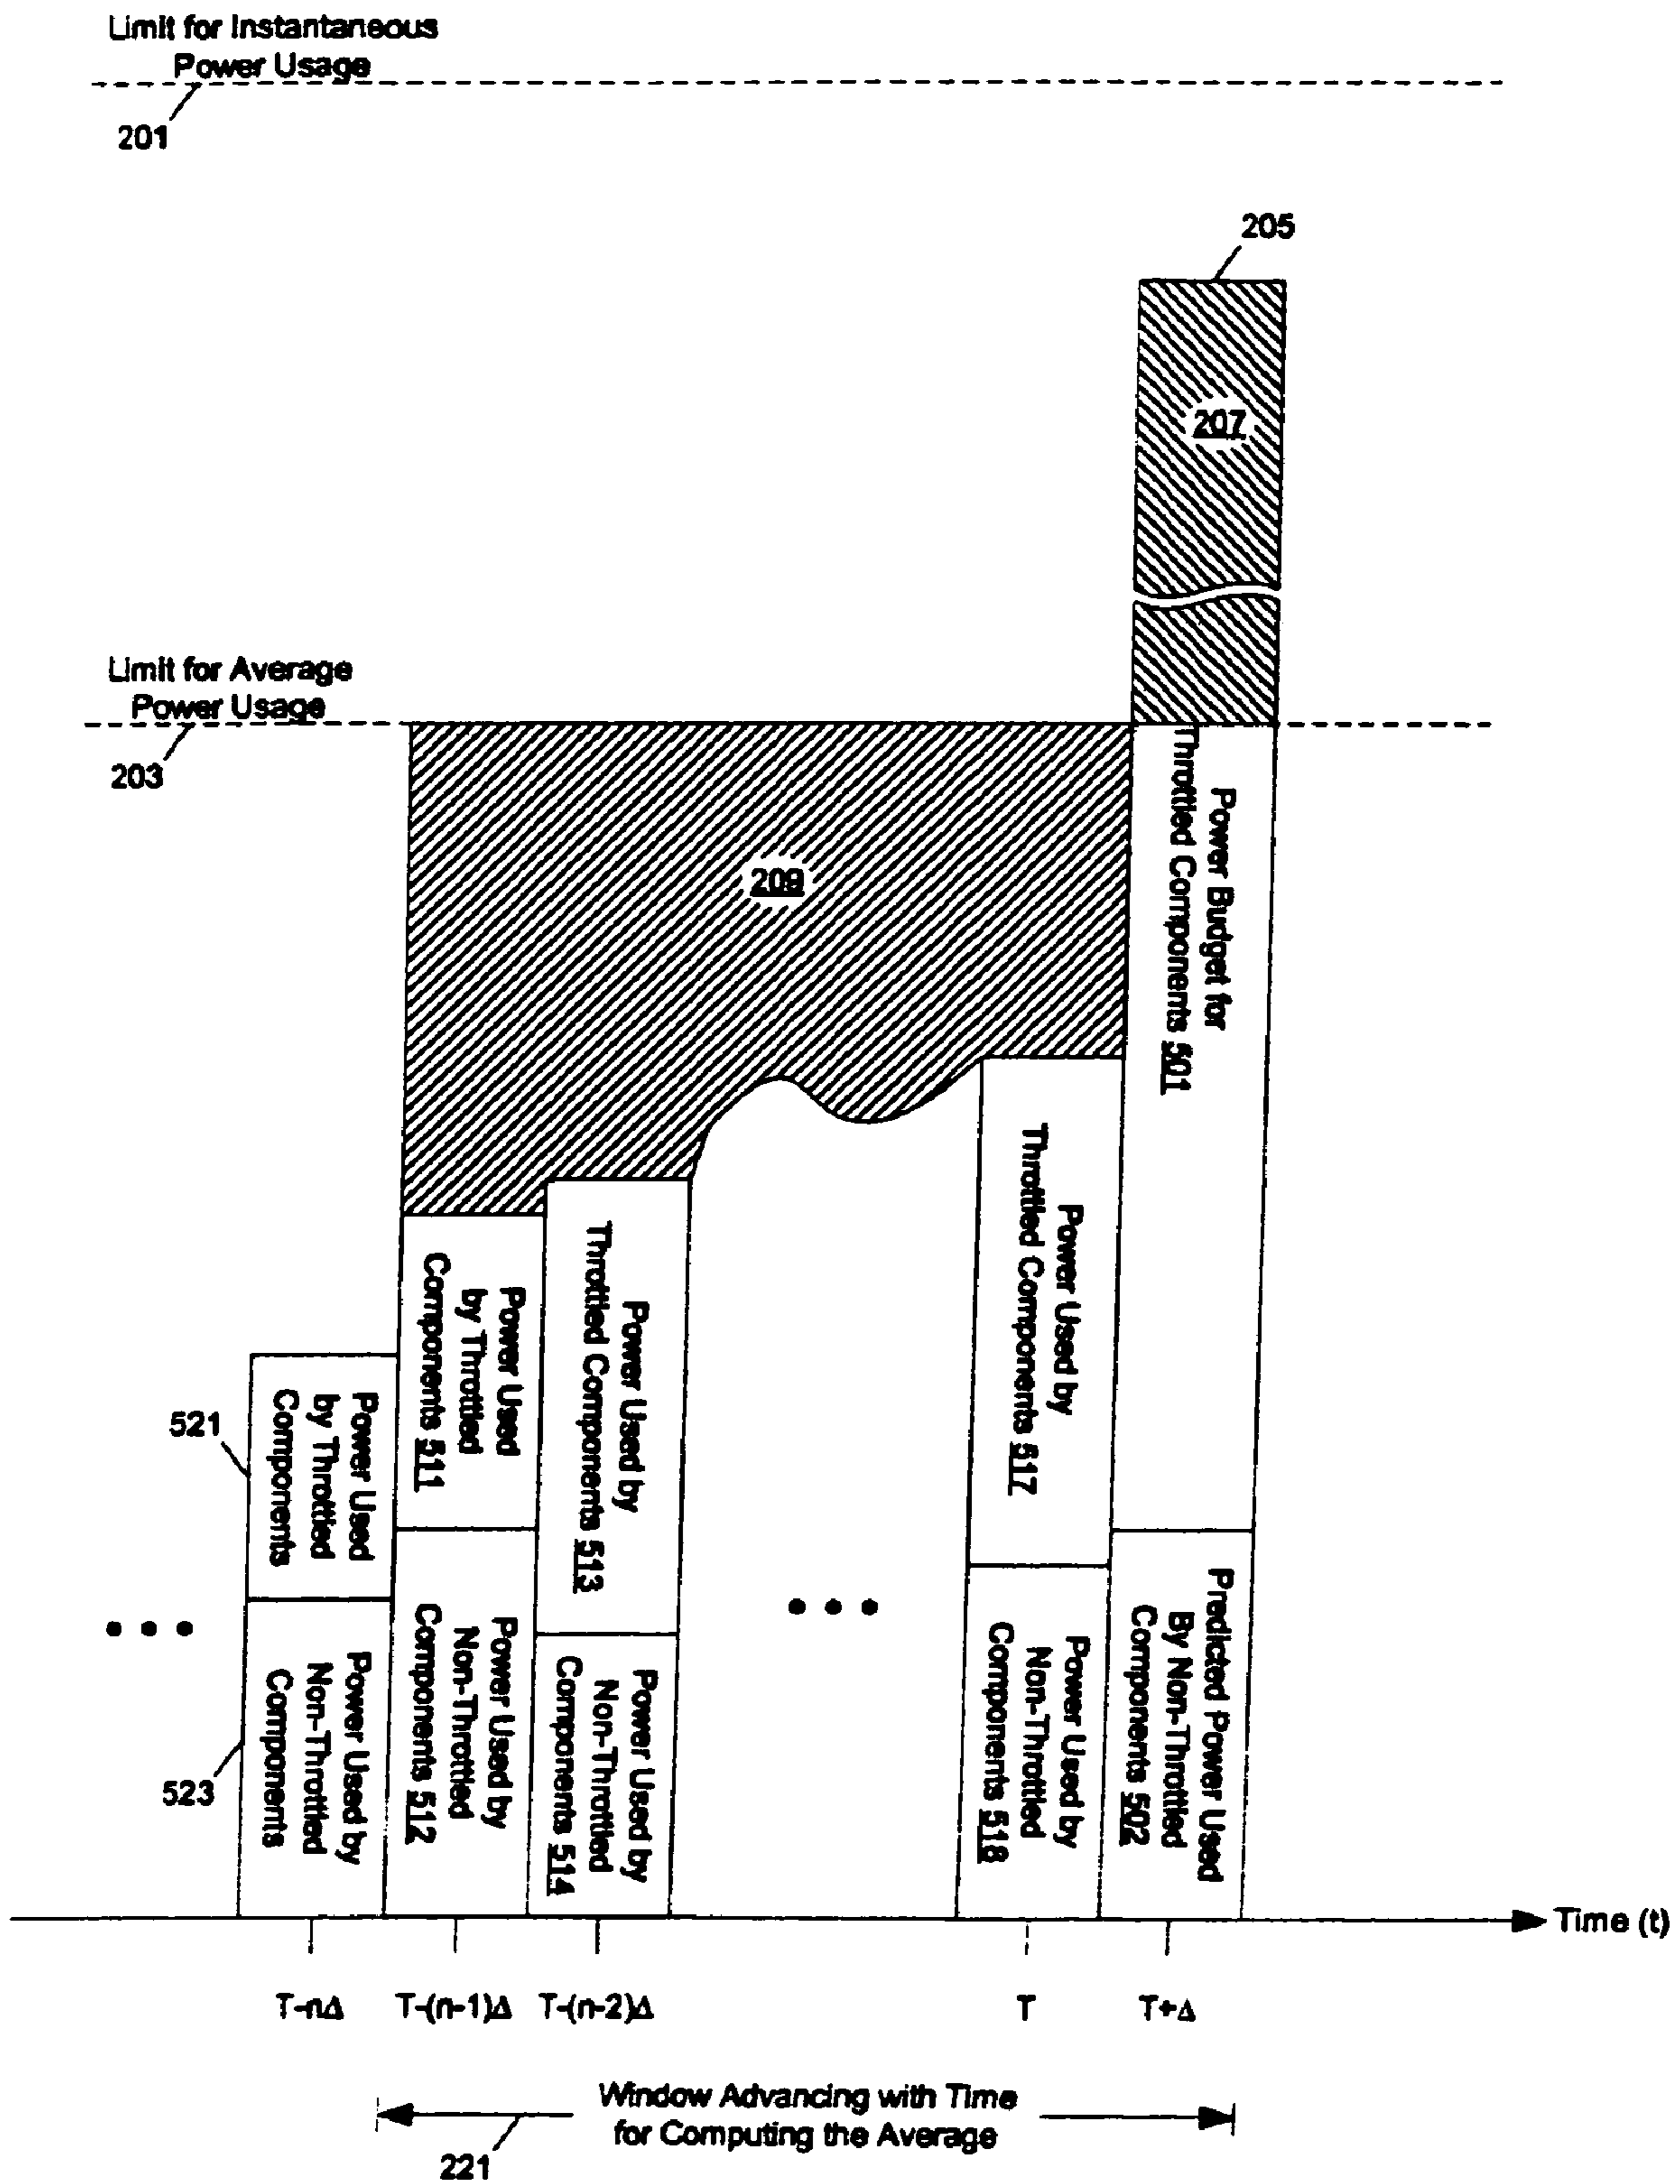 Limit for Instantaneous
Power Usage
201
205
207
Limit for Average
Power Usage
203
209
Power Budget for
Throttled Components 501
Power Used by
Throttled Components 517
Power Used by
Throttled Components 513
Power Used
by Throttled
Components 511
Power Used
by Throttled
Components
521
Power Used by
Non-Throttled
Components
523
Power Used by
Non-Throttled
Components 512
Power Used by
Non-Throttled
Components 514
Power Used by
Non-Throttled
Components 518
Predicted Power Used
By Non-Throttled
Components 502
• • •
• • •
Time (t)
T-nΔ
T-(n-1)Δ
T-(n-2)Δ
T
T+Δ
Window Advancing with Time
for Computing the Average
221